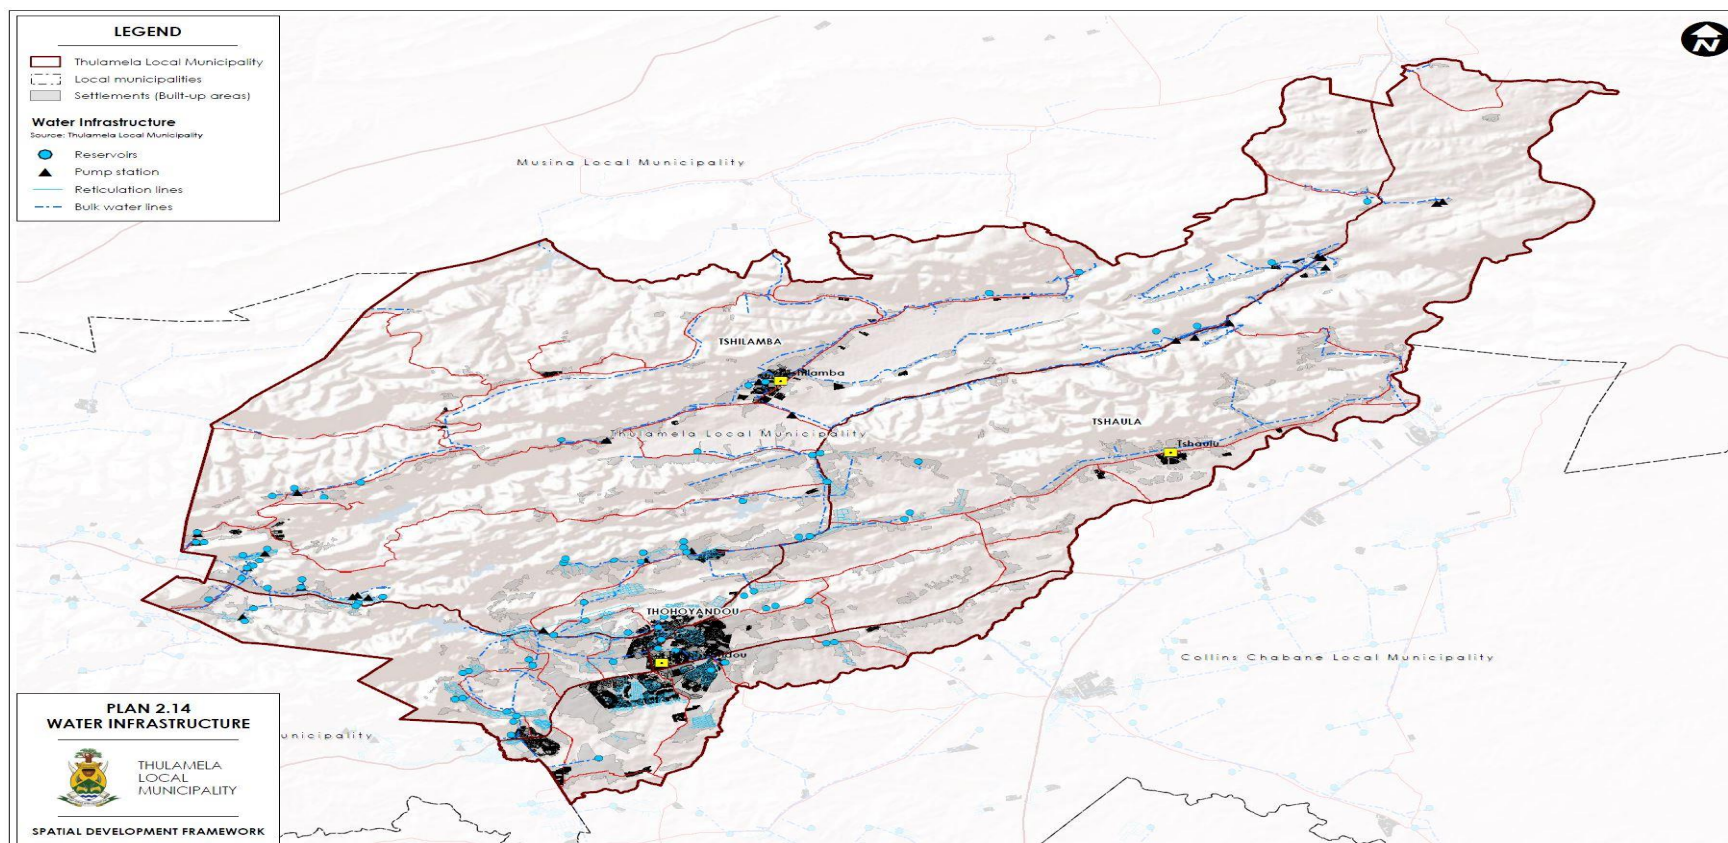 LEGEND
Thulamela Local Municipality
Local municipalities
Settlements (Built-up areas)
Water Infrastructure
Source: Thulamela Local Municipality
Reservoirs
Pump station
Reticulation lines
Bulk water lines
N
Musina Local Municipality
TSHILAMBA
Thulamela Local Municipality
TSHAULA
Tshaulu
THOHOYANDOU
Collins Chabane Local Municipality
PLAN 2.14
WATER INFRASTRUCTURE
THULAMELA
LOCAL
MUNICIPALITY
SPATIAL DEVELOPMENT FRAMEWORK